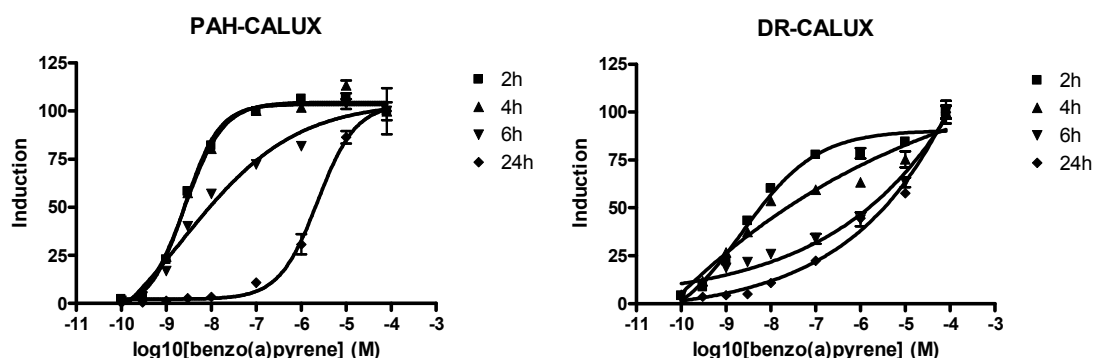 PAH-CALUX
125
100
75
50
25
0
Induction
-11 -10 -9 -8 -7 -6 -5 -4 -3
log10[benzo(a)pyrene] (M)
2h
4h
6h
24h
DR-CALUX
125
100
75
50
25
0
Induction
-11 -10 -9 -8 -7 -6 -5 -4 -3
log10[benzo(a)pyrene] (M)
2h
4h
6h
24h